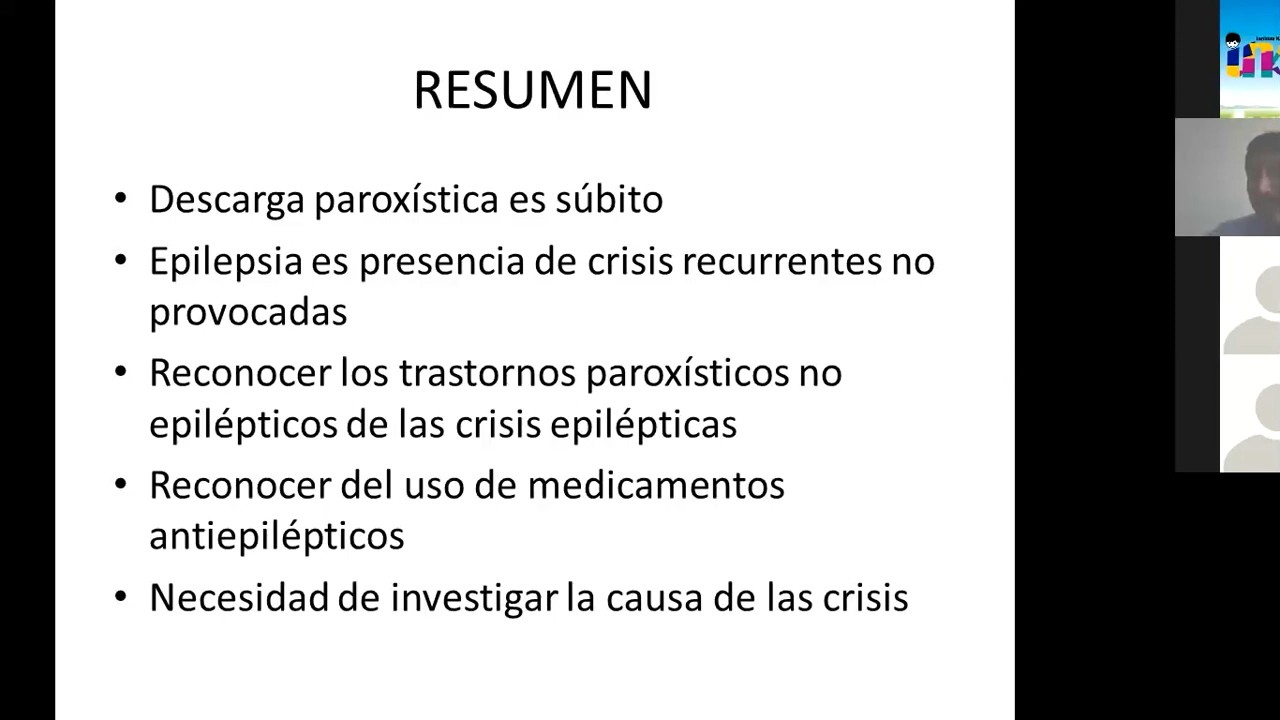 RESUMEN
• Descarga paroxística es súbito
• Epilepsia es presencia de crisis recurrentes no
provocadas
• Reconocer los trastornos paroxísticos no
epilépticos de las crisis epilépticas
• Reconocer del uso de medicamentos
antiepilépticos
• Necesidad de investigar la causa de las crisis